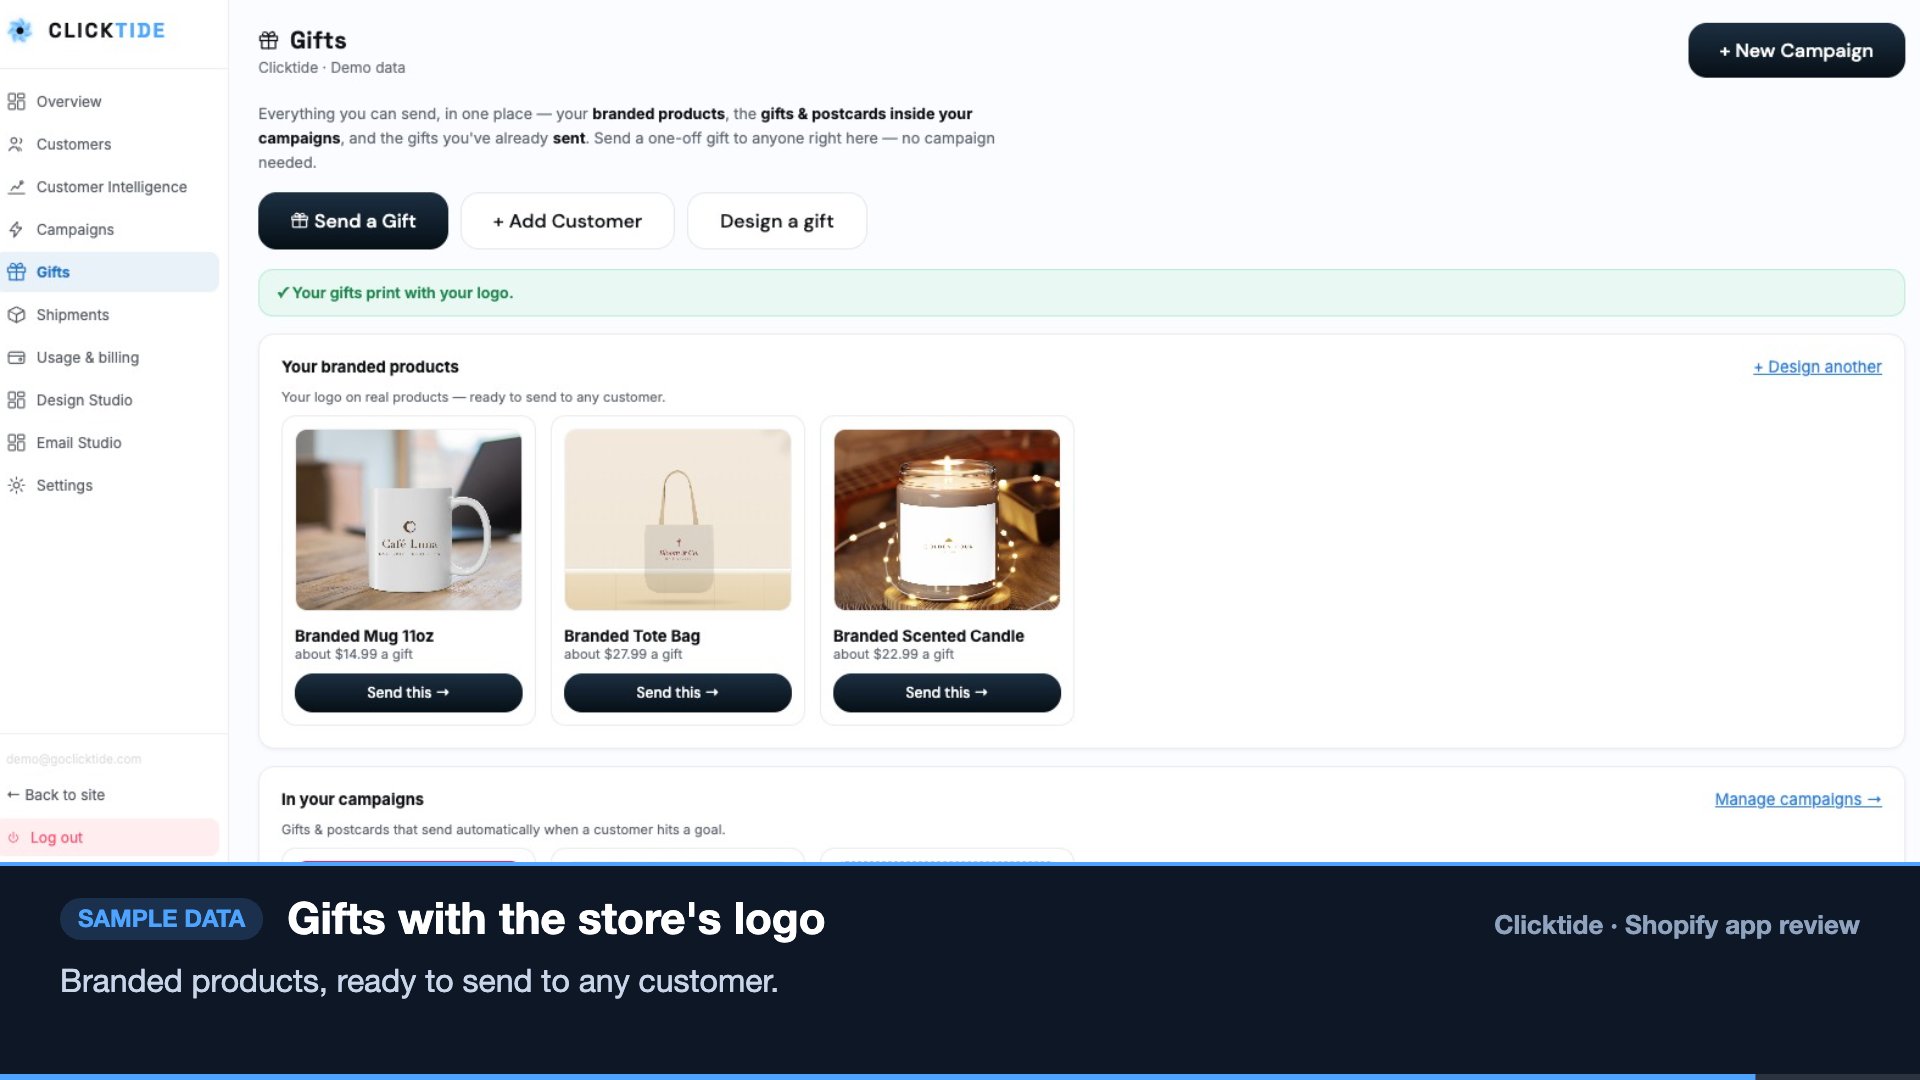 CLICKTIDE
Overview
Customers
Customer Intelligence
Campaigns
Gifts
Shipments
Usage & billing
Design Studio
Email Studio
Settings
demo@goclicktide.com
← Back to site
Log out
Gifts
Clicktide · Demo data
+ New Campaign
Everything you can send, in one place — your branded products, the gifts & postcards inside your
campaigns, and the gifts you've already sent. Send a one-off gift to anyone right here — no campaign
needed.
Send a Gift
+ Add Customer
Design a gift
✓ Your gifts print with your logo.
Your branded products
+ Design another
Your logo on real products — ready to send to any customer.
Café Luna
Branded Mug 11oz
about $14.99 a gift
Send this →
Branded Tote Bag
about $27.99 a gift
Send this →
Branded Scented Candle
about $22.99 a gift
Send this →
In your campaigns
Manage campaigns →
Gifts & postcards that send automatically when a customer hits a goal.
SAMPLE DATA
Gifts with the store's logo
Clicktide · Shopify app review
Branded products, ready to send to any customer.